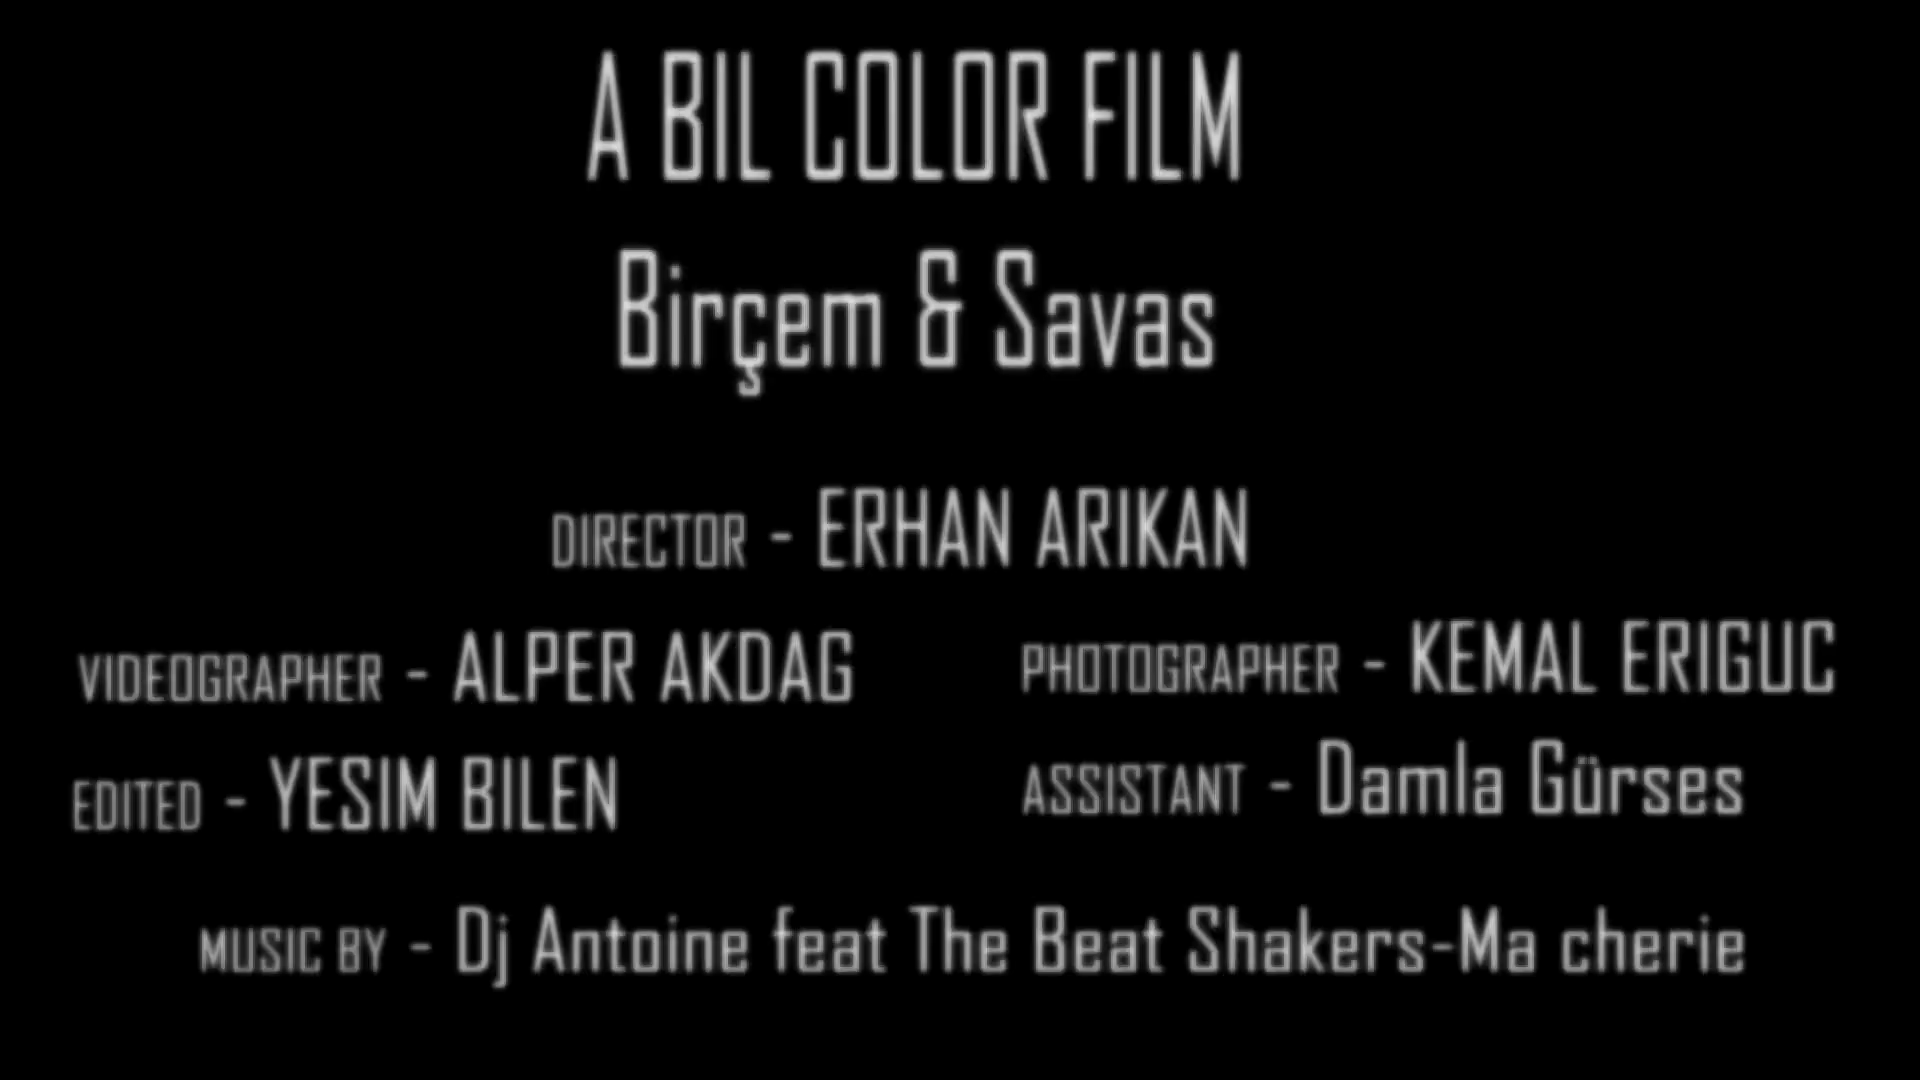 A BIL COLOR FILM
Birçem & Savas
DIRECTOR - ERHAN ARIKAN
VIDEOGRAPHER - ALPER AKDAG
PHOTOGRAPHER - KEMAL ERIGUC
EDITED - YESIM BILEN
ASSISTANT - Damla Gürses
MUSIC BY - Dj Antoine feat The Beat Shakers-Ma cherie